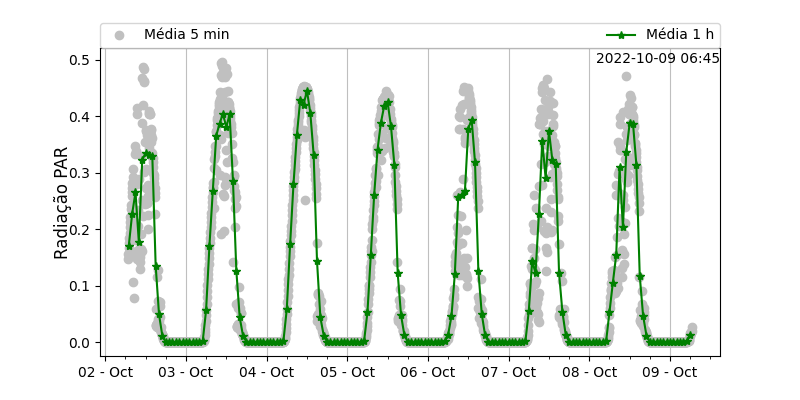 Média 5 min
Média 1 h
2022-10-09 06:45
Radiação PAR
0.5
0.4
0.3
0.2
0.1
0.0
02 - Oct
03 - Oct
04 - Oct
05 - Oct
06 - Oct
07 - Oct
08 - Oct
09 - Oct